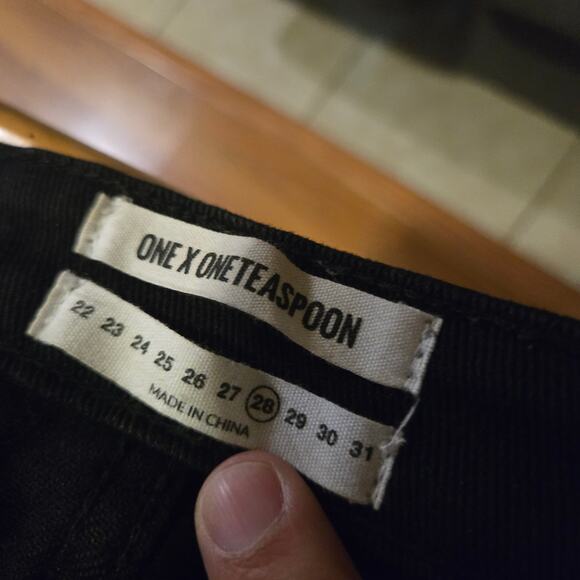 ONE X ONETEASPOON
22 23 24 25 26 27 28 29 30 31
MADE IN CHINA